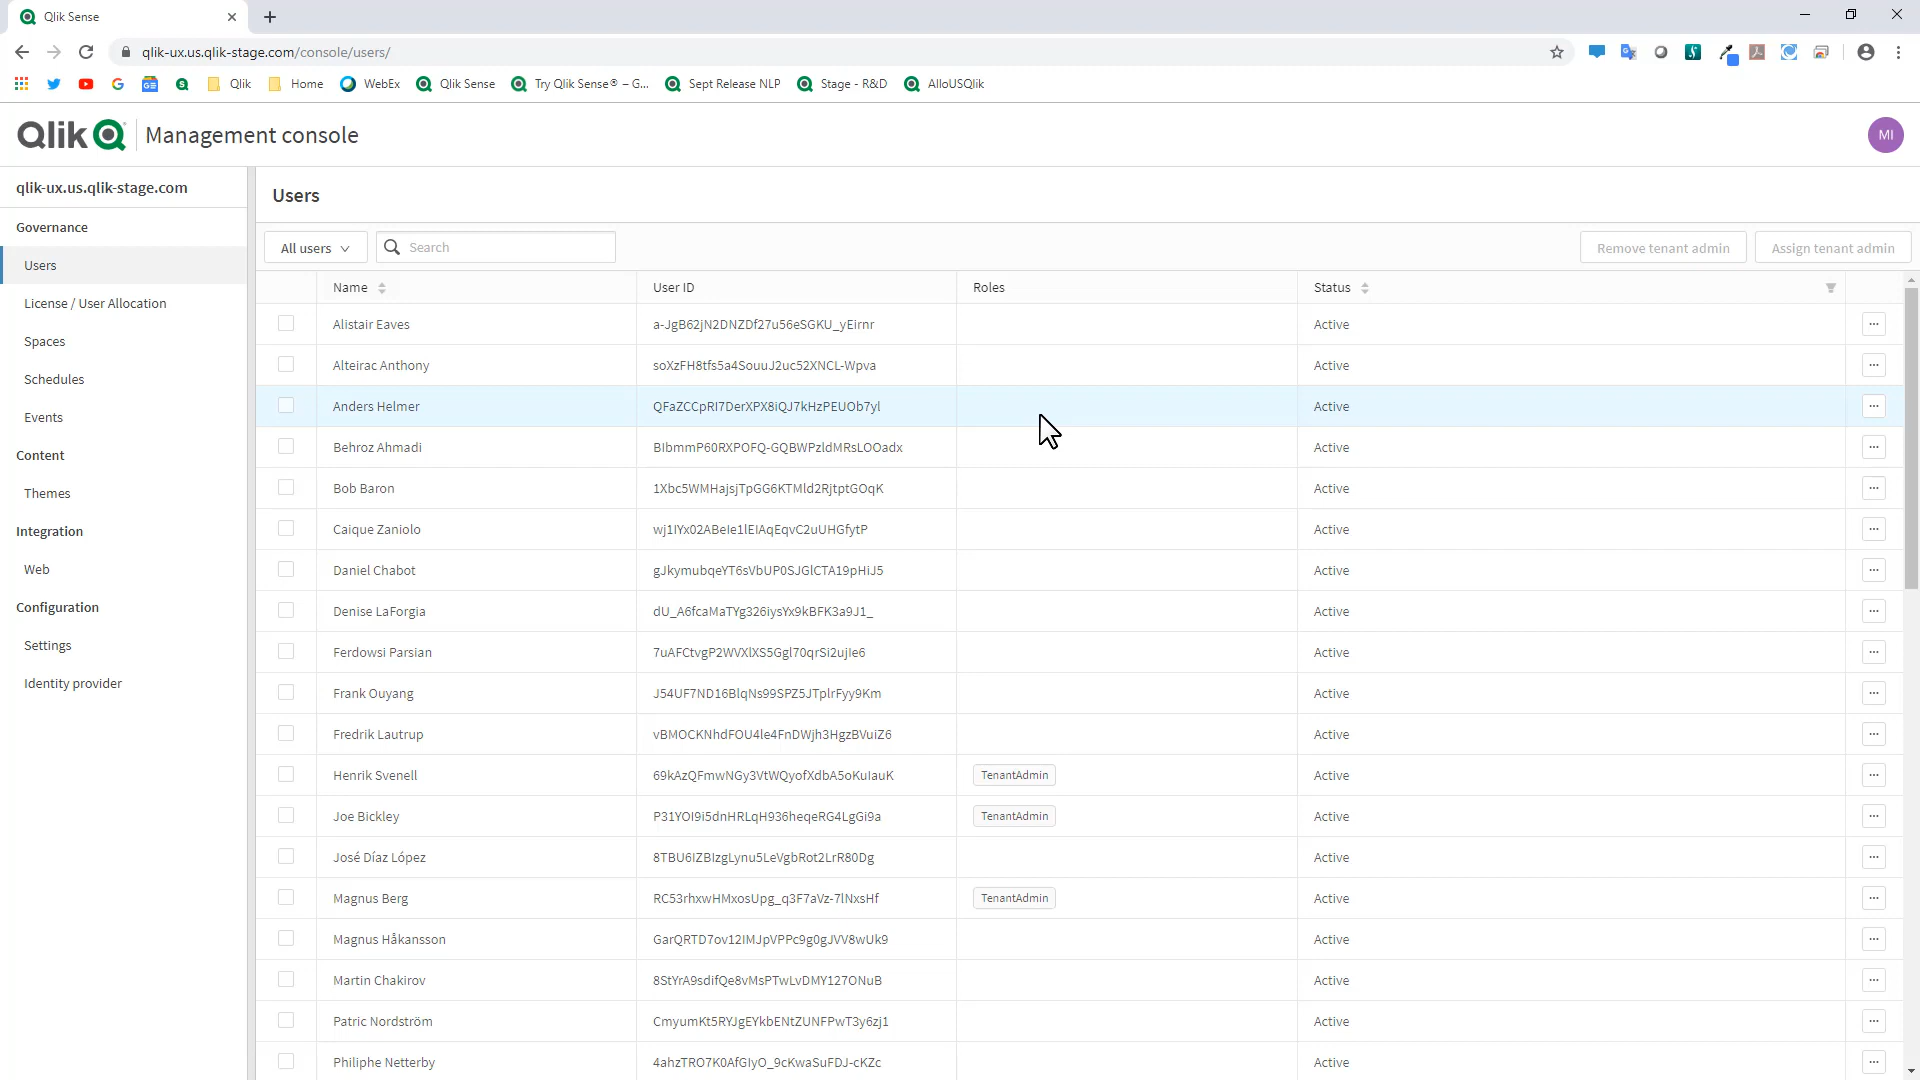 Qlik Sense
qlik-ux.us.qlik-stage.com/console/users/
Qlik
Home
WebEx
Qlik Sense
Try Qlik Sense® – G...
Sept Release NLP
Stage - R&D
AlloUSQlik
Qlik
Management console
MI
qlik-ux.us.qlik-stage.com
Governance
Users
License / User Allocation
Spaces
Schedules
Events
Content
Themes
Integration
Web
Configuration
Settings
Identity provider
Users
All users
Search
Remove tenant admin
Assign tenant admin
Name User ID Roles Status
Alistair Eaves a-JgB62jN2DNZDf27u56eSGKU_yEirnr Active
Alteirac Anthony soXzFH8tfs5a4SouuJ2uc52XNCL-Wpva Active
Anders Helmer QFaZCCpRI7DerXPX8iQJ7kHzPEUOb7yl Active
Behroz Ahmadi BIbmmP60RXPOFQ-GQBWPzldMRsLOOadx Active
Bob Baron 1Xbc5WMHajsjTpGG6KTMld2RjtptGOqK Active
Caique Zaniolo wj1IYx02ABeIe1lEIAqEqvC2uUHGfytP Active
Daniel Chabot gJkymubqeYT6sVbUP0SJGlCTA19pHiJ5 Active
Denise LaForgia dU_A6fcaMaTYg326iysYx9kBFK3a9J1_ Active
Ferdowsi Parsian 7uAFCtvgP2WVXlXS5Ggl70qrSi2ujIe6 Active
Frank Ouyang J54UF7ND16BlqNs99SPZ5JTplrFyy9Km Active
Fredrik Lautrup vBMOCKNhdFOU4le4FnDWjh3HgzBVuiZ6 Active
Henrik Svenell 69kAzQFmwNGy3VtWQyofXdbA5oKuIauK TenantAdmin Active
Joe Bickley P31YOI9i5dnHRLqH936heqeRG4LgGi9a TenantAdmin Active
José Díaz López 8TBU6IZBIzgLynu5LeVgbRot2LrR80Dg Active
Magnus Berg RC53rhxwHMxosUpg_q3F7aVz-7lNxsHf TenantAdmin Active
Magnus Håkansson GarQRTD7ov12IMJpVPPc9g0gJVV8wUk9 Active
Martin Chakirov 8StYrA9sdifQe8vMsPTwLvDMY127ONuB Active
Patric Nordström CmyumKt5RYJgEYkbENtZUNFPwT3y6zj1 Active
Philiphe Netterby 4ahzTRO7K0AfGIyO_9cKwaSuFDJ-cKZc Active